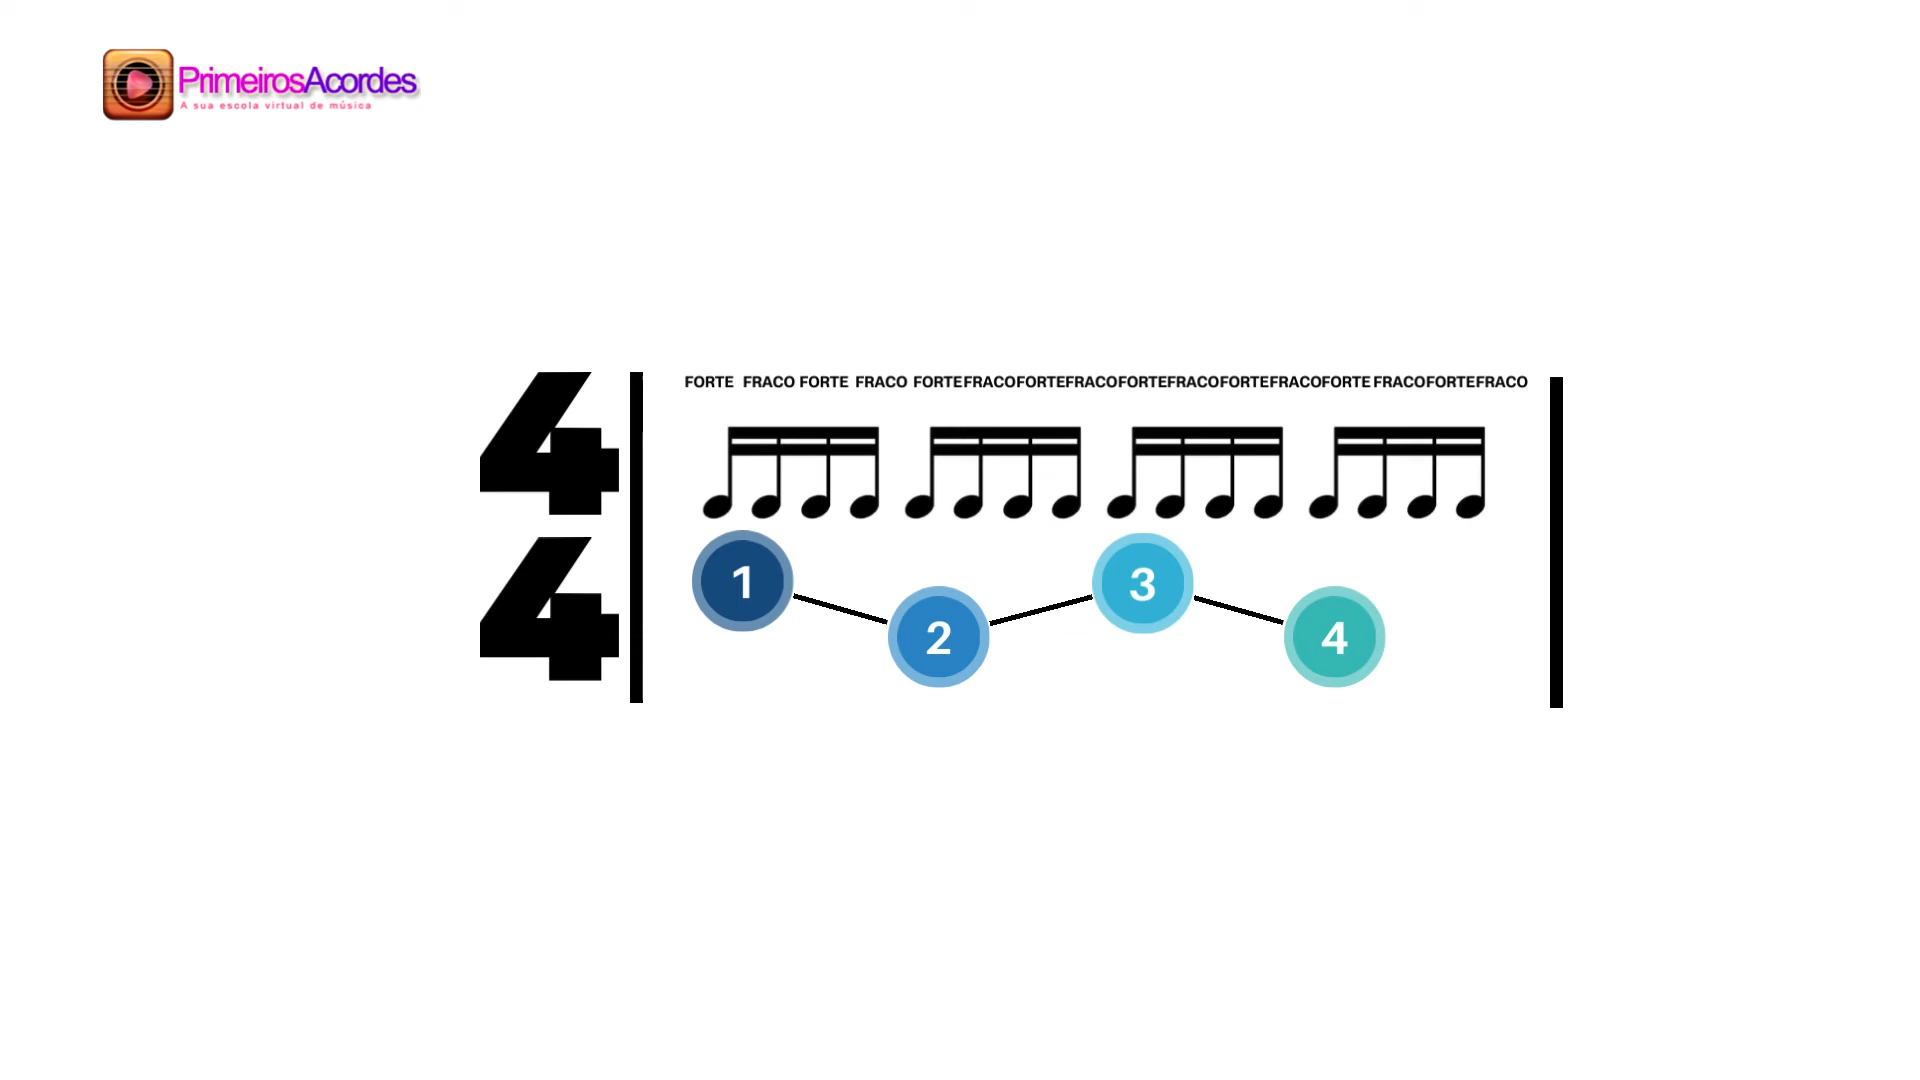 PrimeirosAcordes
A sua escola virtual de música
4
4
FORTE FRACO FORTE FRACO FORTEFRACOFORTEFRACOFORTEFRACOFORTEFRACOFORTE FRACOFORTEFRACO
1
2
3
4